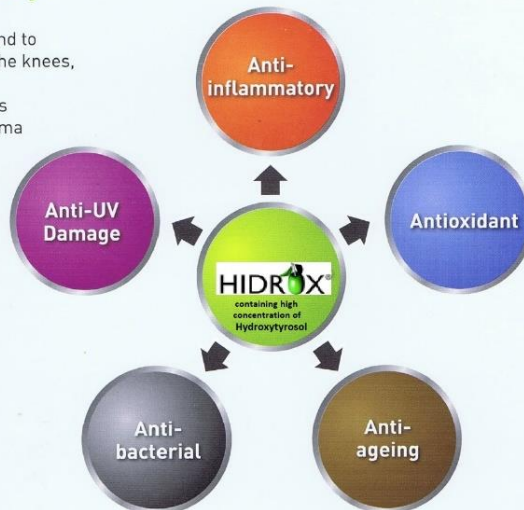 nd to
he knees,
s
ma
Anti-
inflammatory
Anti-UV
Damage
Antioxidant
HIDROX®
containing high
concentration of
Hydroxytyrosol
Anti-
bacterial
Anti-
ageing